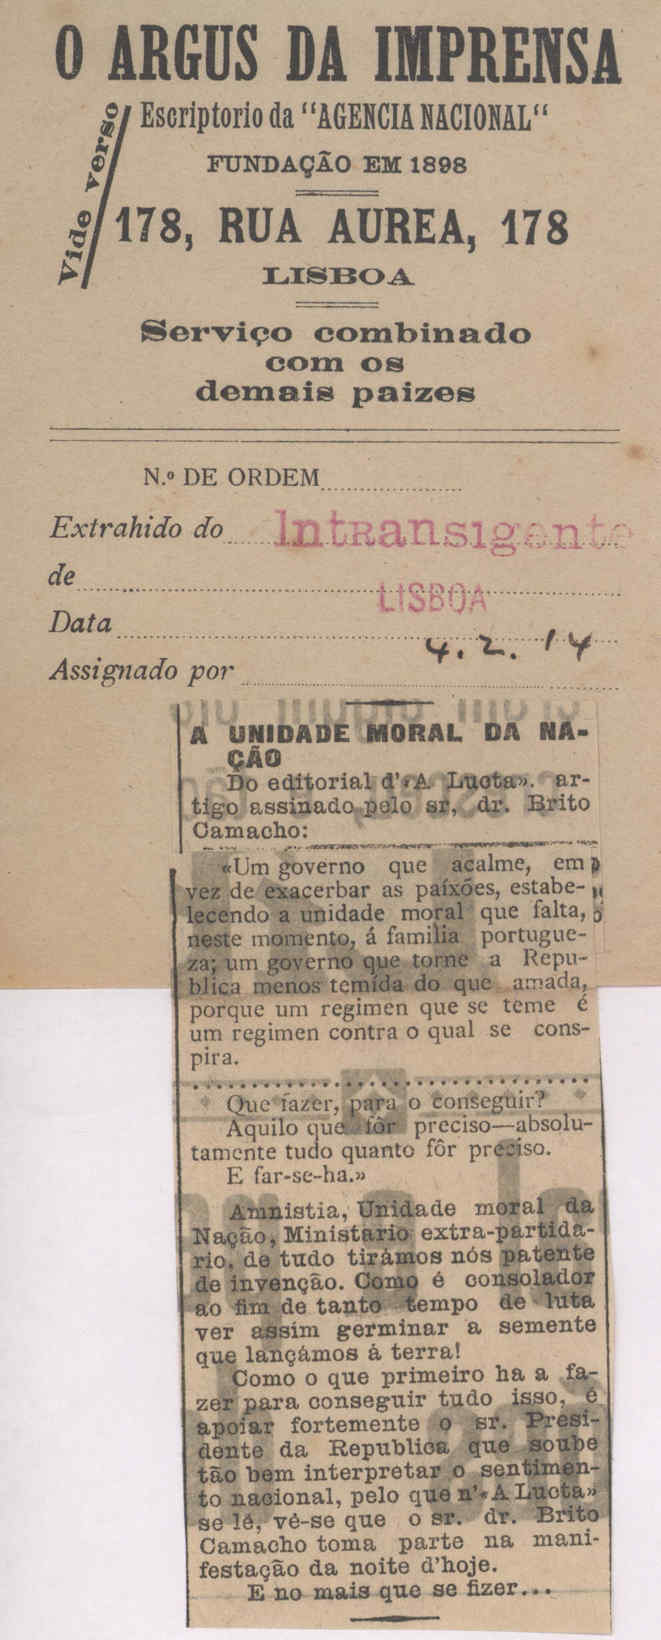 O ARGUS DA IMPRENSA
Vide verso
Escriptorio da "AGENCIA NACIONAL"
FUNDAÇÃO EM 1898
178, RUA AUREA, 178
LISBOA
Serviço combinado
com os
demais paizes
N.º DE ORDEM
Extrahido do Intransigente
de LISBOA
Data 4.2.14
Assignado por
A UNIDADE MORAL DA NA-
ÇÃO
Do editorial d'«A Lucta». ar-
tigo assinado pelo sr. dr. Brito
Camacho:
«Um governo que acalme, em
vez de exacerbar as paixões, estabe-
lecendo a unidade moral que falta,
neste momento, á familia portugue-
za; um governo que torne a Repu-
blica menos temida do que amada,
porque um regimen que se teme é
um regimen contra o qual se cons-
pira.
Que fazer, para o conseguir?
Aquilo que fôr preciso—absolu-
tamente tudo quanto fôr preciso.
E far-se-ha.»
Amnistia, Unidade moral da
Nação, Ministario extra-partida-
rio, de tudo tirámos nós patente
de invenção. Como é consolador
ao fim de tanto tempo de luta
ver assim germinar a semente
que lançámos á terra!
Como o que primeiro ha a fa-
zer para conseguir tudo isso, é
apoiar fortemente o sr. Presi-
dente da Republica que soube
tão bem interpretar o sentimen-
to nacional, pelo que n'«A Lucta»
se lê, vê-se que o sr. dr. Brito
Camacho toma parte na mani-
festação da noite d'hoje.
E no mais que se fizer...